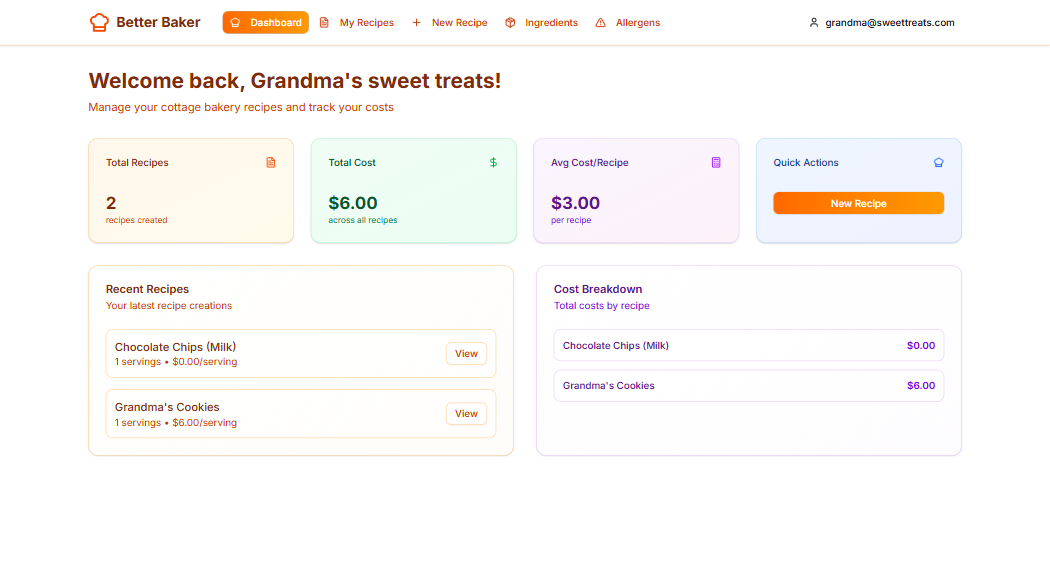 Better Baker
Dashboard
My Recipes
New Recipe
Ingredients
Allergens
grandma@sweettreats.com
Welcome back, Grandma's sweet treats!
Manage your cottage bakery recipes and track your costs
Total Recipes
2
recipes created
Total Cost
$6.00
across all recipes
Avg Cost/Recipe
$3.00
per recipe
Quick Actions
New Recipe
Recent Recipes
Your latest recipe creations
Chocolate Chips (Milk)
1 servings • $0.00/serving
View
Grandma's Cookies
1 servings • $6.00/serving
View
Cost Breakdown
Total costs by recipe
Chocolate Chips (Milk) $0.00
Grandma's Cookies $6.00